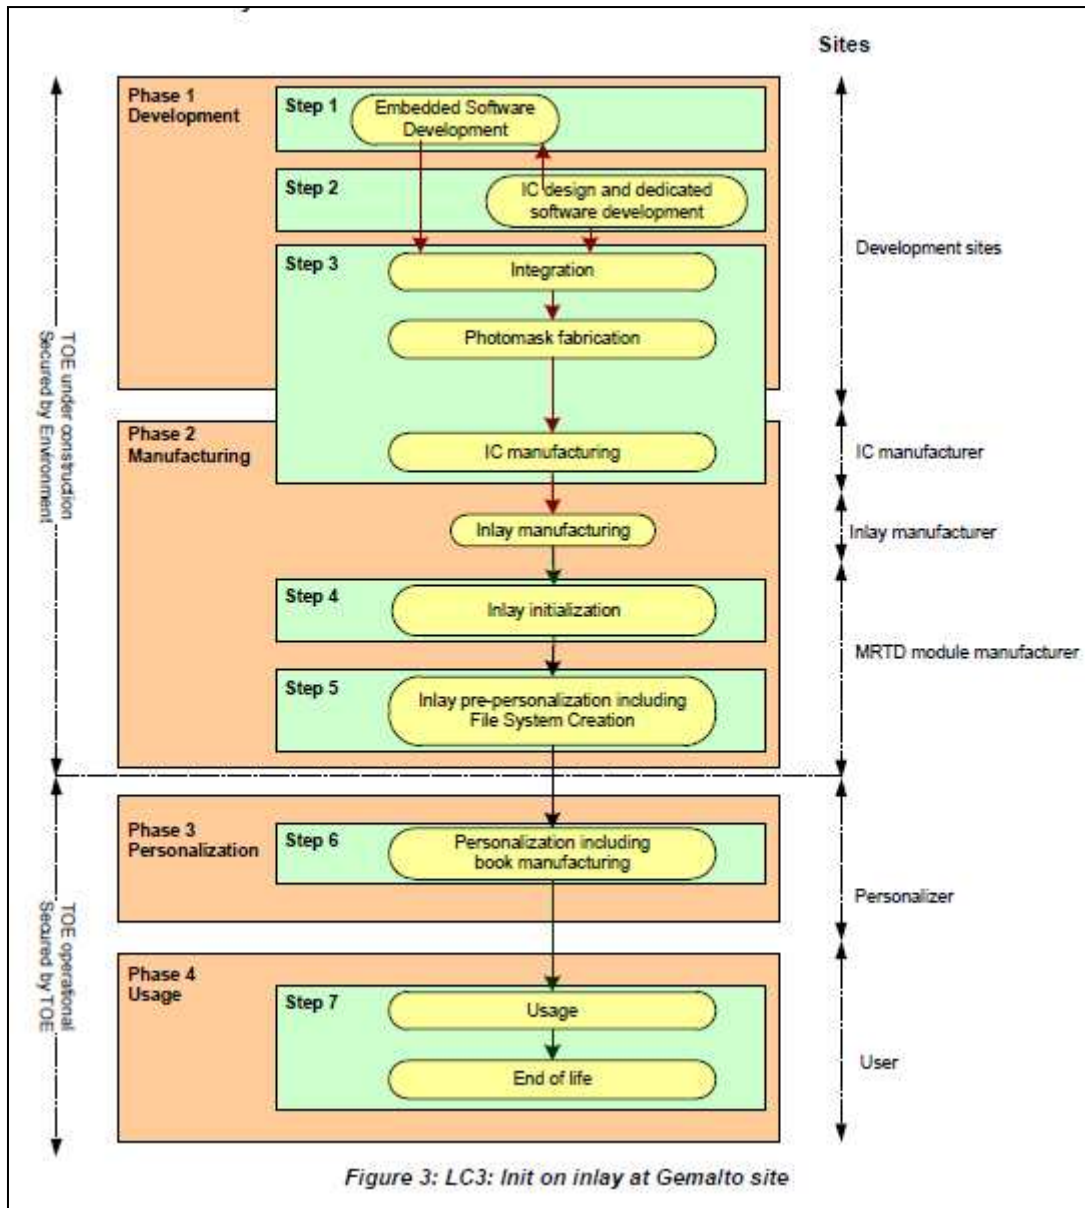 Sites
Phase 1
Development
Step 1
Embedded Software
Development
Step 2
IC design and dedicated
software development
Step 3
Integration
Development sites
Photomask fabrication
TOE under construction
Secured by Environment
Phase 2
Manufacturing
IC manufacturing
IC manufacturer
Inlay manufacturing
Inlay manufacturer
Step 4
Inlay initialization
MRTD module manufacturer
Step 5
Inlay pre-personalization including
File System Creation
Phase 3
Personalization
Step 6
Personalization including
book manufacturing
Personalizer
TOE operational
Secured by TOE
Phase 4
Usage
Step 7
Usage
User
End of life
Figure 3: LC3: Init on inlay at Gemalto site